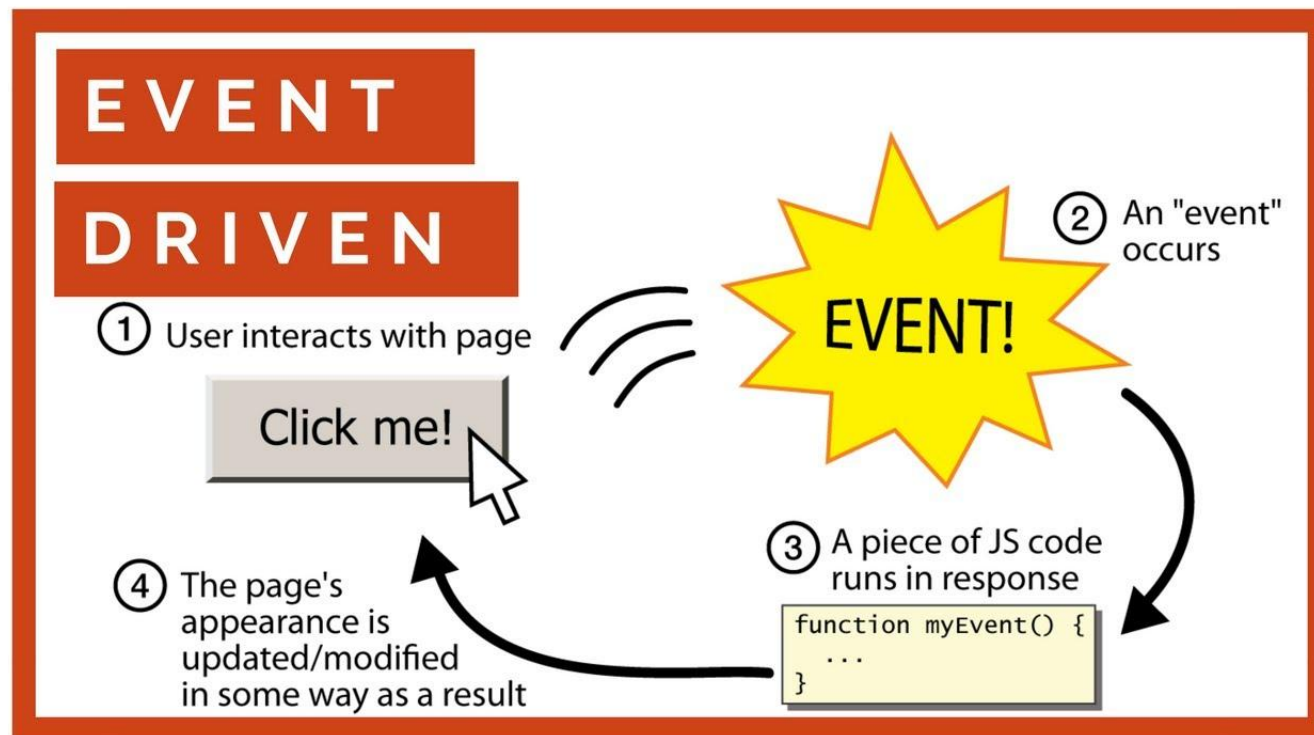 EVENT
DRIVEN
1 User interacts with page
Click me!
EVENT!
2 An "event"
occurs
3 A piece of JS code
runs in response
function myEvent() {
...
}
4 The page's
appearance is
updated/modified
in some way as a result